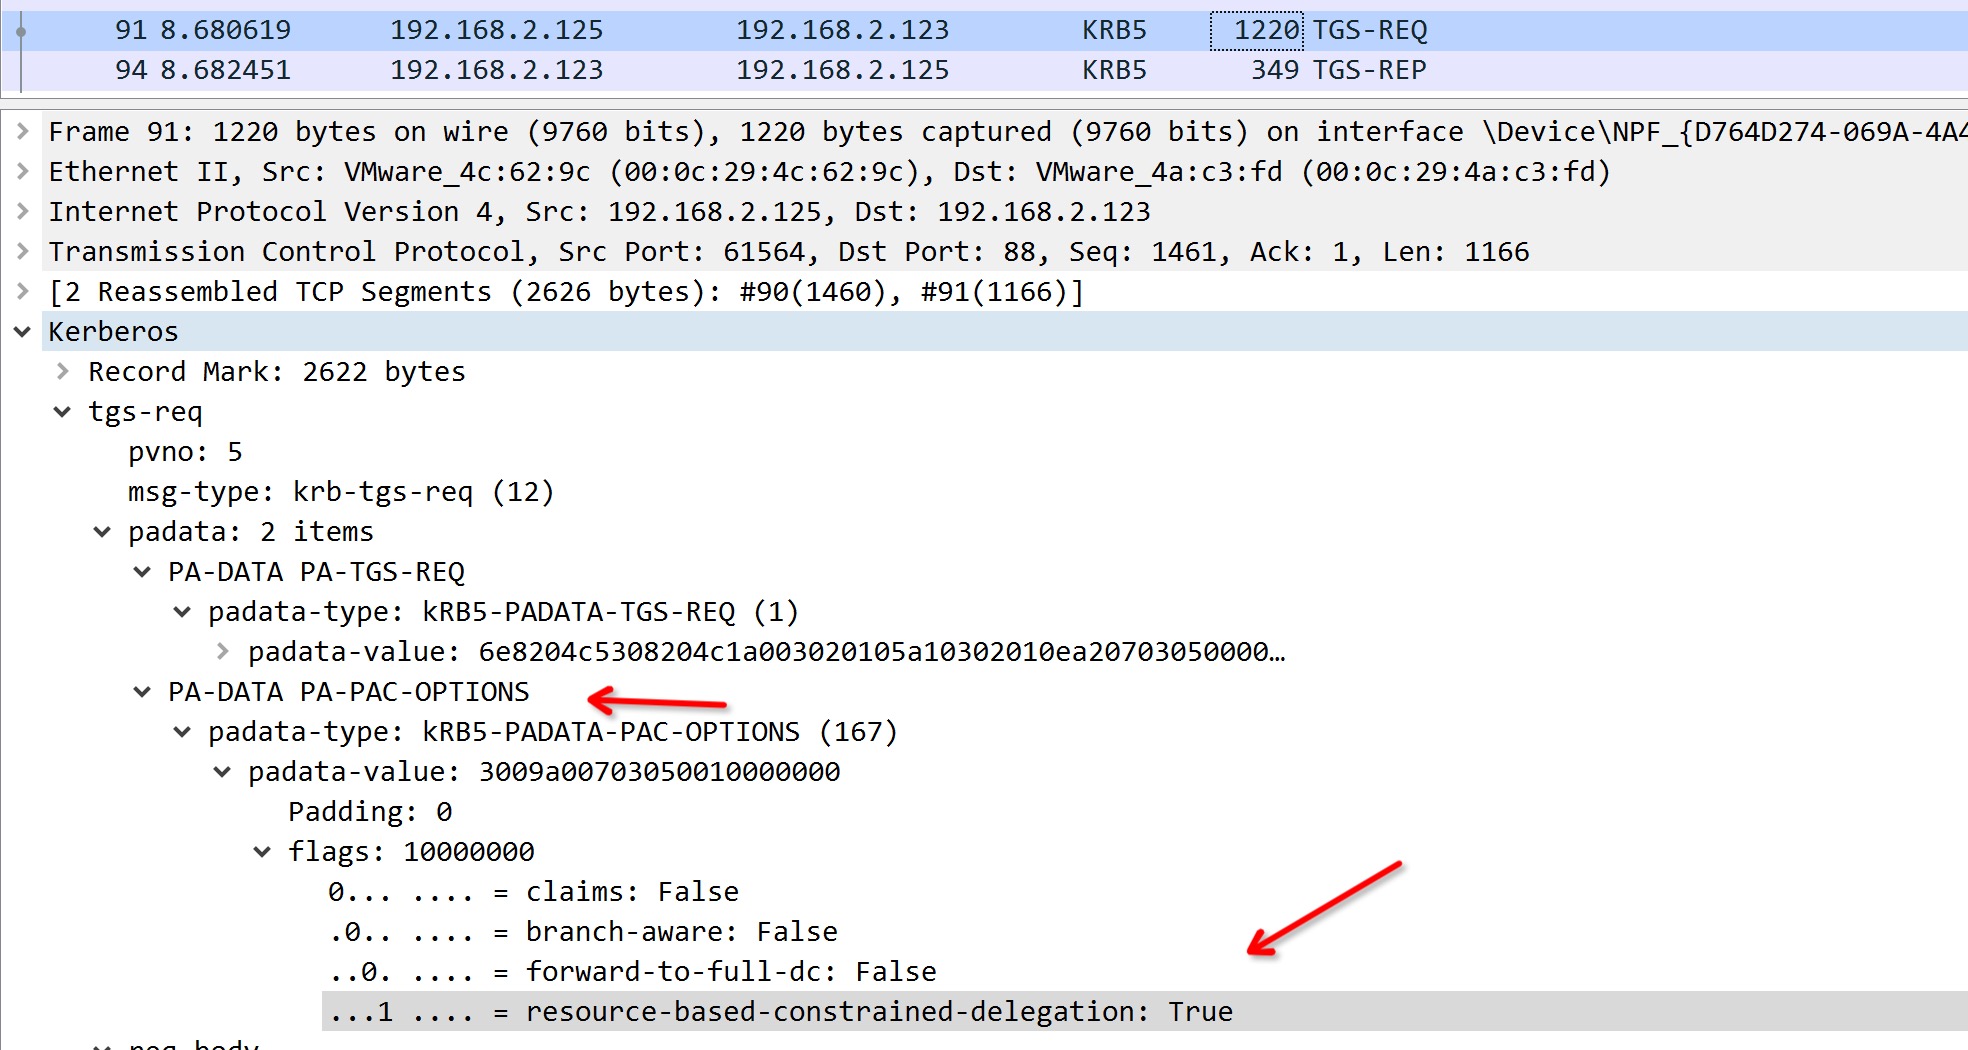 91 8.680619 192.168.2.125 192.168.2.123 KRB5 1220 TGS-REQ
94 8.682451 192.168.2.123 192.168.2.125 KRB5 349 TGS-REP
Frame 91: 1220 bytes on wire (9760 bits), 1220 bytes captured (9760 bits) on interface \Device\NPF_{D764D274-069A-4A4
Ethernet II, Src: VMware_4c:62:9c (00:0c:29:4c:62:9c), Dst: VMware_4a:c3:fd (00:0c:29:4a:c3:fd)
Internet Protocol Version 4, Src: 192.168.2.125, Dst: 192.168.2.123
Transmission Control Protocol, Src Port: 61564, Dst Port: 88, Seq: 1461, Ack: 1, Len: 1166
[2 Reassembled TCP Segments (2626 bytes): #90(1460), #91(1166)]
Kerberos
Record Mark: 2622 bytes
tgs-req
pvno: 5
msg-type: krb-tgs-req (12)
padata: 2 items
PA-DATA PA-TGS-REQ
padata-type: kRB5-PADATA-TGS-REQ (1)
padata-value: 6e8204c5308204c1a003020105a10302010ea20703050000…
PA-DATA PA-PAC-OPTIONS
padata-type: kRB5-PADATA-PAC-OPTIONS (167)
padata-value: 3009a00703050010000000
Padding: 0
flags: 10000000
0... .... = claims: False
.0.. .... = branch-aware: False
..0. .... = forward-to-full-dc: False
...1 .... = resource-based-constrained-delegation: True
req-body